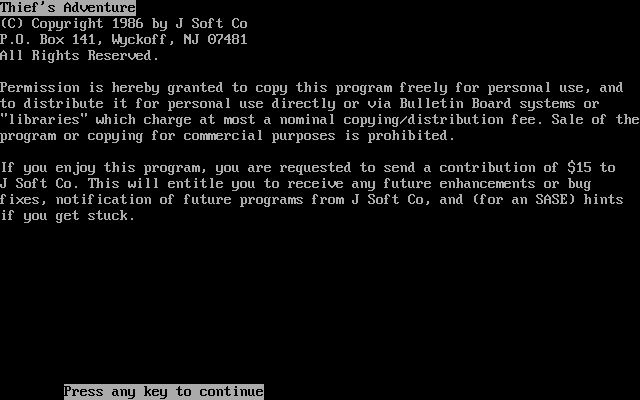 Thief's Adventure
(C) Copyright 1986 by J Soft Co
P.O. Box 141, Wyckoff, NJ 07481
All Rights Reserved.
Permission is hereby granted to copy this program freely for personal use, and
to distribute it for personal use directly or via Bulletin Board systems or
"libraries" which charge at most a nominal copying/distribution fee. Sale of the
program or copying for commercial purposes is prohibited.
If you enjoy this program, you are requested to send a contribution of $15 to
J Soft Co. This will entitle you to receive any future enhancements or bug
fixes, notification of future programs from J Soft Co, and (for an SASE) hints
if you get stuck.
Press any key to continue